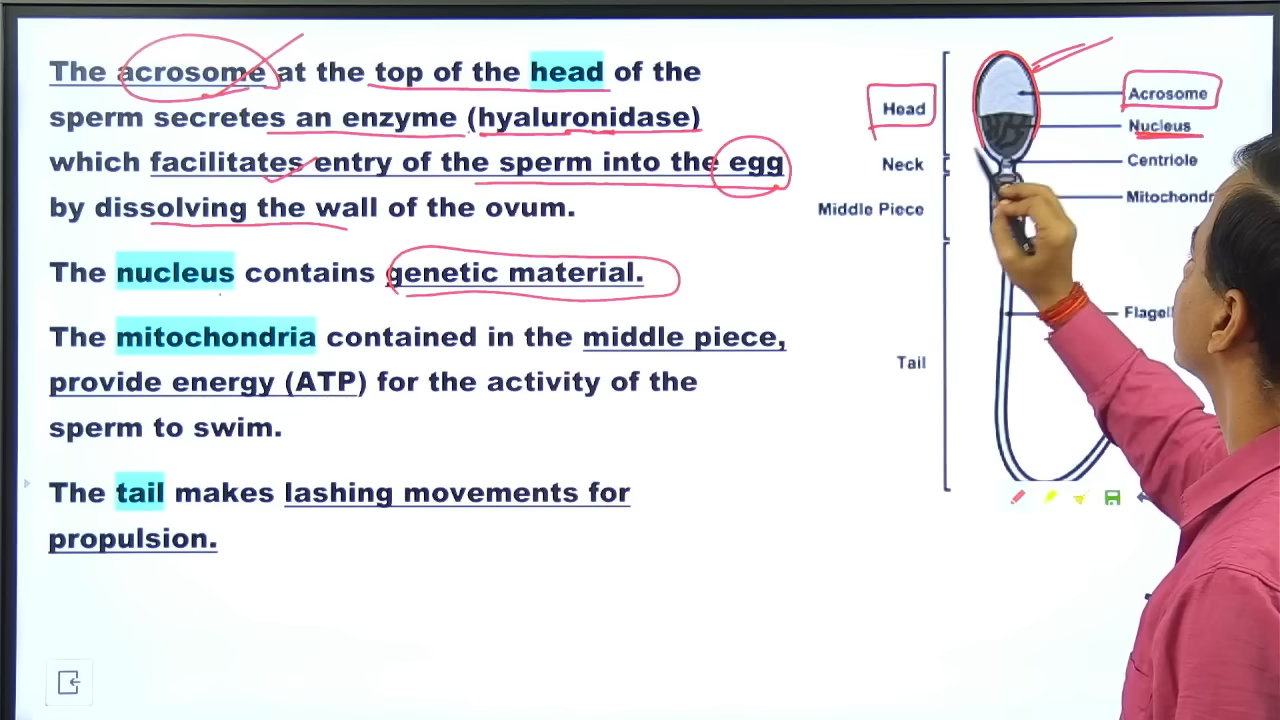 The acrosome at the top of the head of the
sperm secretes an enzyme (hyaluronidase)
which facilitates entry of the sperm into the egg
by dissolving the wall of the ovum.
The nucleus contains genetic material.
The mitochondria contained in the middle piece,
provide energy (ATP) for the activity of the
sperm to swim.
The tail makes lashing movements for
propulsion.
Head
Neck
Middle Piece
Tail
Acrosome
Nucleus
Centriole